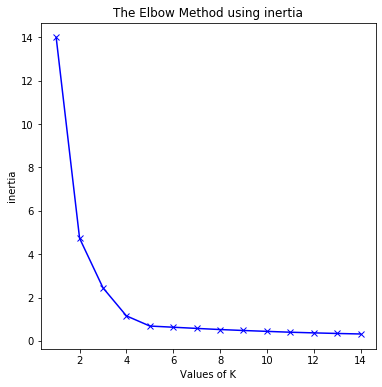 The Elbow Method using inertia
14
12
10
8
6
4
2
0
inertia
2 4 6 8 10 12 14
Values of K